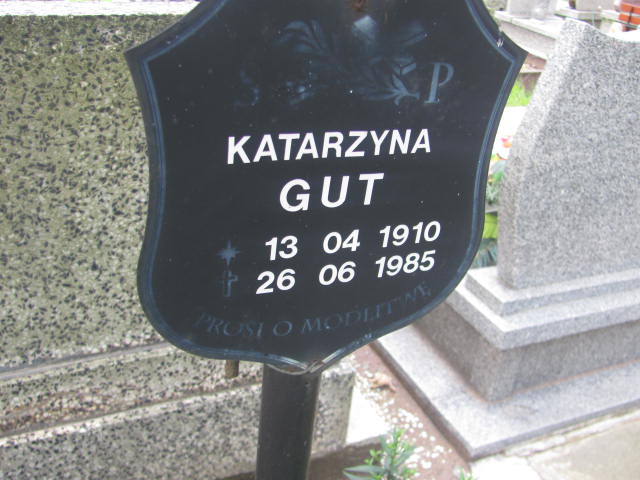 S P
KATARZYNA
GUT
13 04 1910
26 06 1985
PROSI O MODLITWĘ